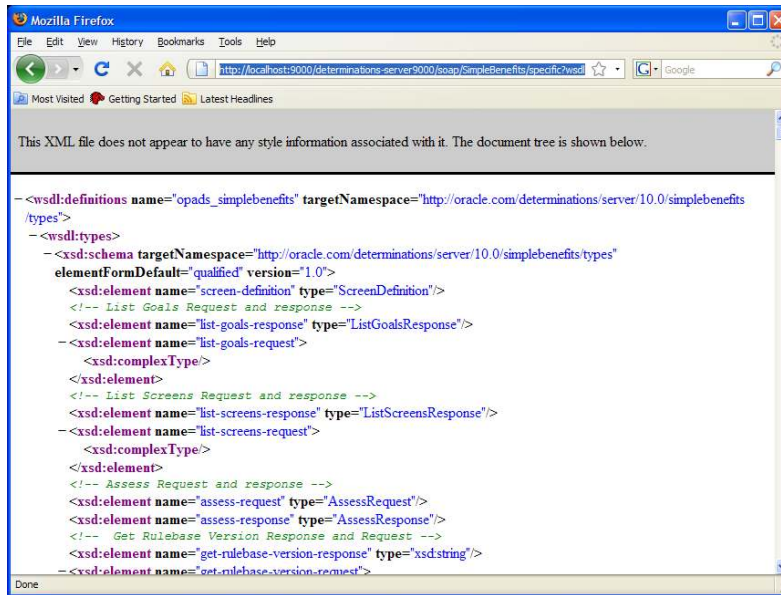 Mozilla Firefox
File Edit View History Bookmarks Tools Help
http://localhost:9000/determinations-server9000/soap/SimpleBenefits/specific?wsdl
G Google
Most Visited Getting Started Latest Headlines
This XML file does not appear to have any style information associated with it. The document tree is shown below.
− <wsdl:definitions name="opads_simplebenefits" targetNamespace="http://oracle.com/determinations/server/10.0/simplebenefits
/types">
− <wsdl:types>
− <xsd:schema targetNamespace="http://oracle.com/determinations/server/10.0/simplebenefits/types"
elementFormDefault="qualified" version="1.0">
<xsd:element name="screen-definition" type="ScreenDefinition"/>
<!-- List Goals Request and response -->
<xsd:element name="list-goals-response" type="ListGoalsResponse"/>
− <xsd:element name="list-goals-request">
<xsd:complexType/>
</xsd:element>
<!-- List Screens Request and response -->
<xsd:element name="list-screens-response" type="ListScreensResponse"/>
− <xsd:element name="list-screens-request">
<xsd:complexType/>
</xsd:element>
<!-- Assess Request and response -->
<xsd:element name="assess-request" type="AssessRequest"/>
<xsd:element name="assess-response" type="AssessResponse"/>
<!-- Get Rulebase Version Response and Request -->
<xsd:element name="get-rulebase-version-response" type="xsd:string"/>
− <xsd:element name="get-rulebase-version-request">
Done